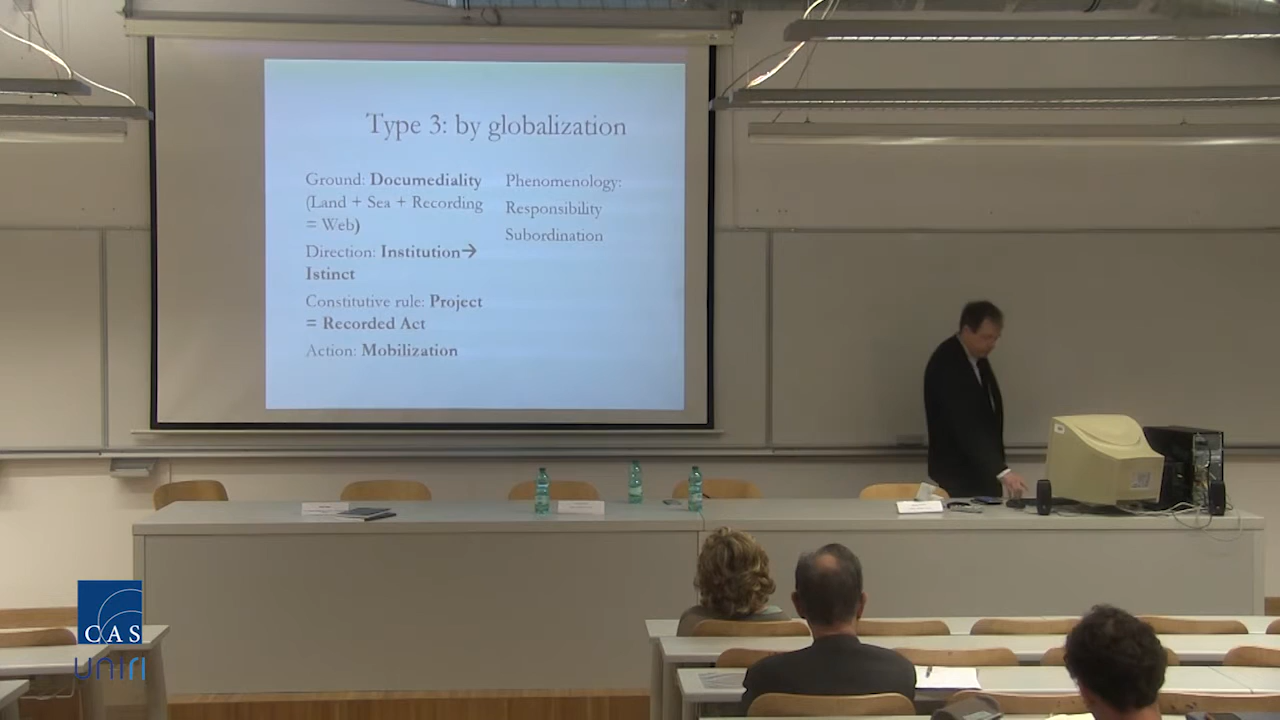 Type 3: by globalization
Ground: Documediality
(Land + Sea + Recording
= Web)
Direction: Institution→
Istinct
Constitutive rule: Project
= Recorded Act
Action: Mobilization
Phenomenology:
Responsibility
Subordination
CAS
uniri